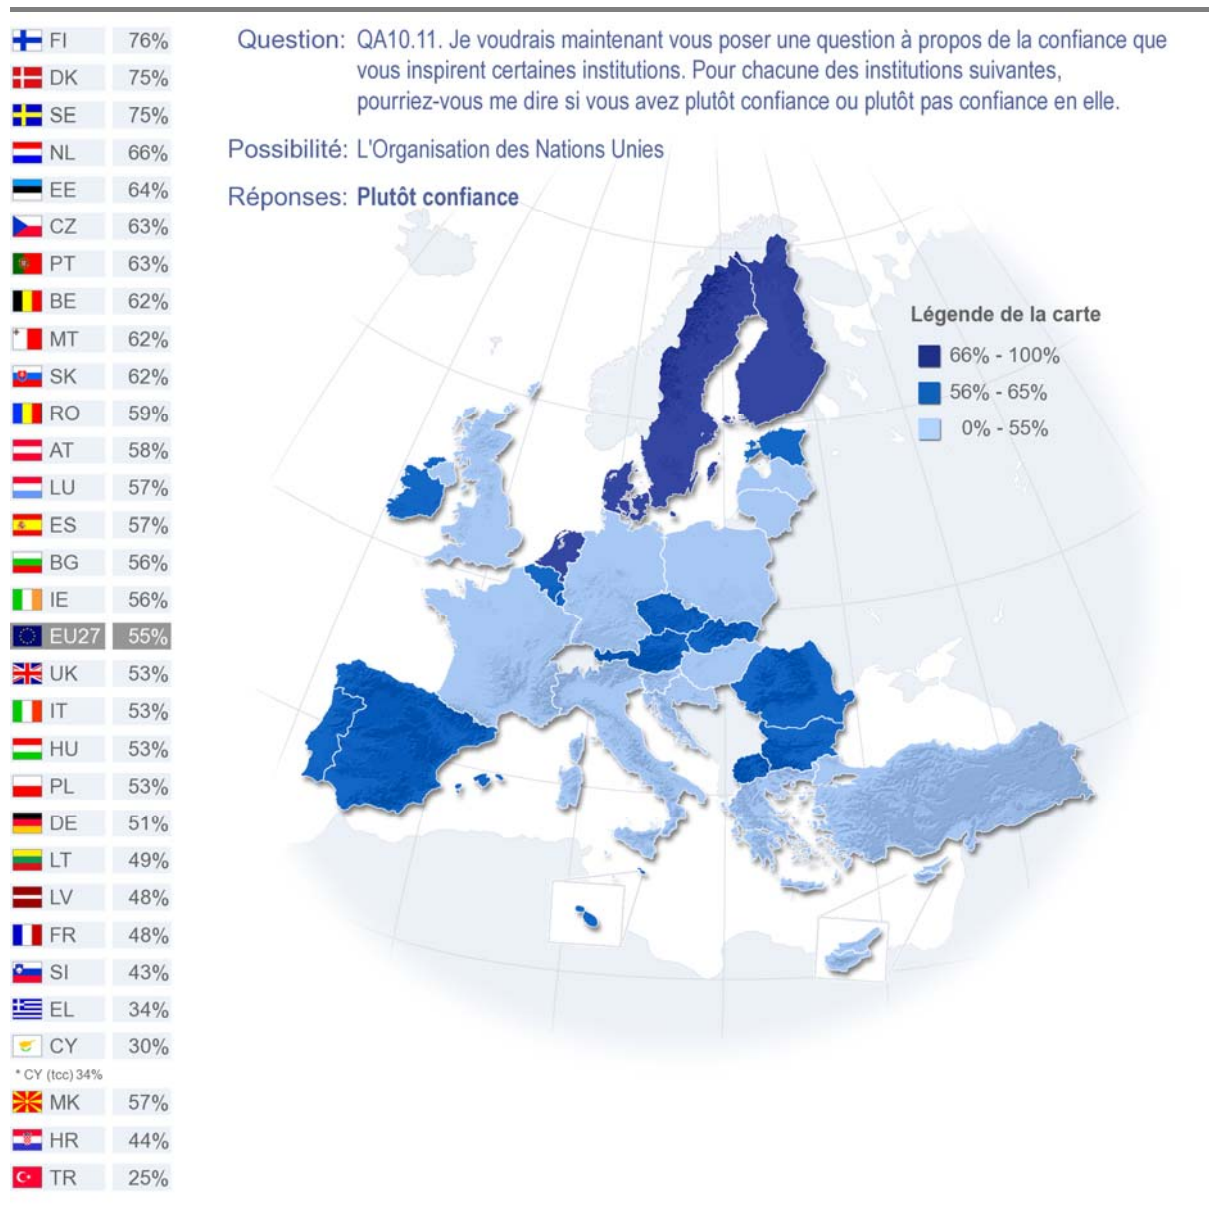 Question: QA10.11. Je voudrais maintenant vous poser une question à propos de la confiance que
vous inspirent certaines institutions. Pour chacune des institutions suivantes,
pourriez-vous me dire si vous avez plutôt confiance ou plutôt pas confiance en elle.
Possibilité: L'Organisation des Nations Unies
Réponses: Plutôt confiance
FI 76%
DK 75%
SE 75%
NL 66%
EE 64%
CZ 63%
PT 63%
BE 62%
MT 62%
SK 62%
RO 59%
AT 58%
LU 57%
ES 57%
BG 56%
IE 56%
EU27 55%
UK 53%
IT 53%
HU 53%
PL 53%
DE 51%
LT 49%
LV 48%
FR 48%
SI 43%
EL 34%
CY 30%
* CY (tcc) 34%
MK 57%
HR 44%
TR 25%
Légende de la carte
66% - 100%
56% - 65%
0% - 55%